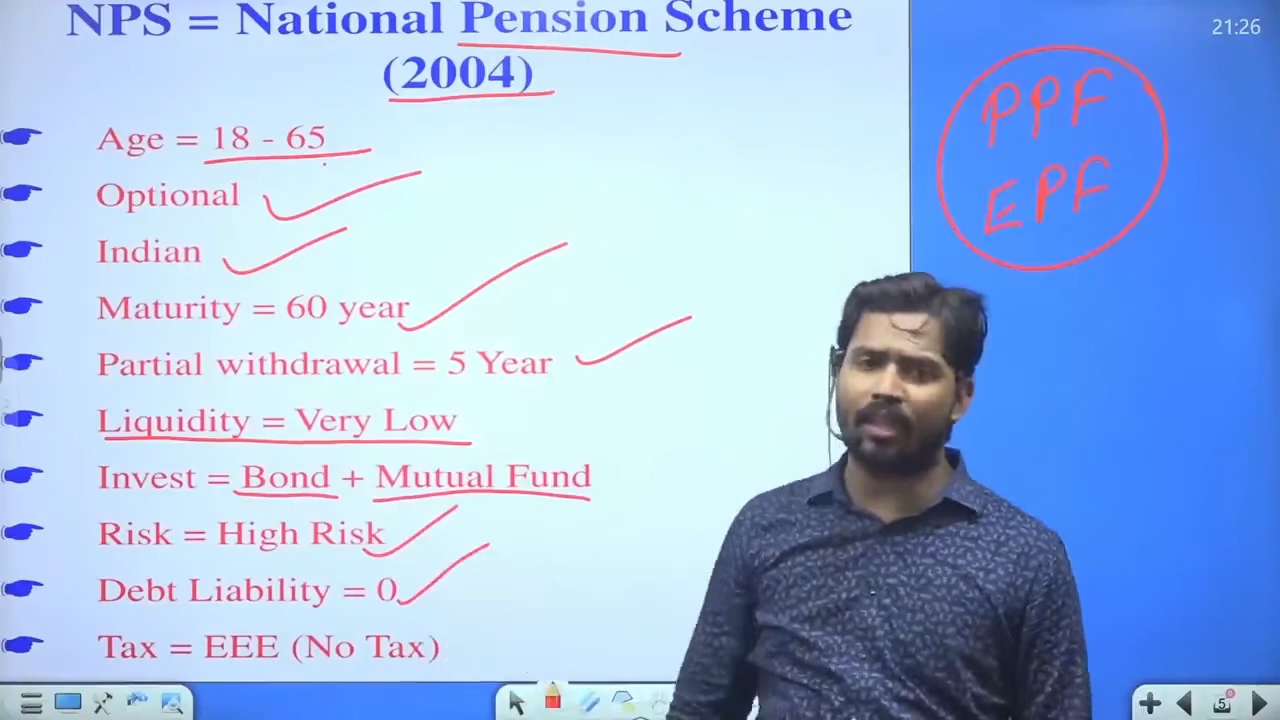 NPS = National Pension Scheme
(2004)
21:26
PPF
EPF
Age = 18 - 65
Optional
Indian
Maturity = 60 year
Partial withdrawal = 5 Year
Liquidity = Very Low
Invest = Bond + Mutual Fund
Risk = High Risk
Debt Liability = 0
Tax = EEE (No Tax)
5